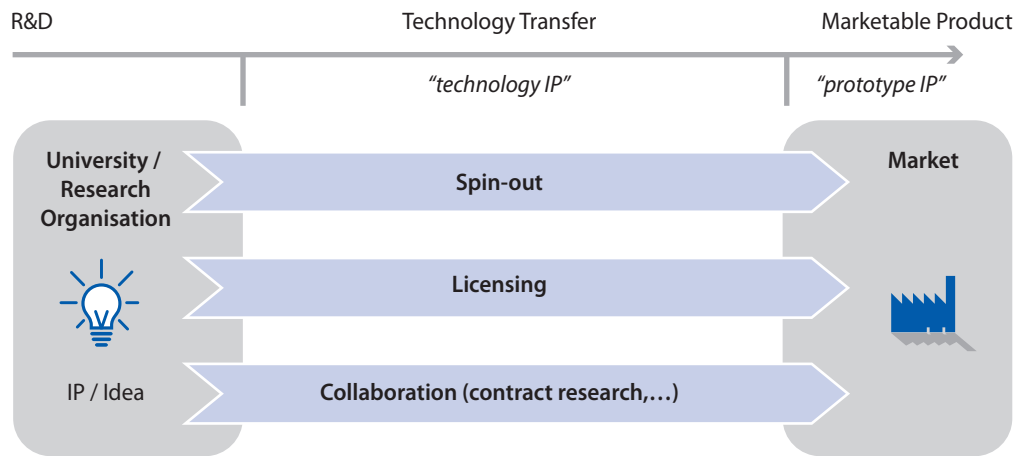 R&D
Technology Transfer
Marketable Product
“technology IP”
“prototype IP”
University /
Research
Organisation
Spin-out
Market
Licensing
IP / Idea
Collaboration (contract research,…)